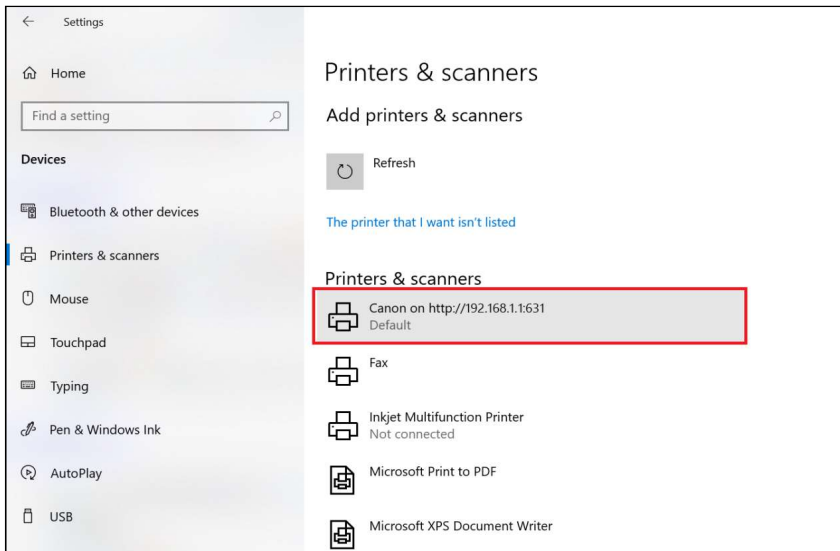 Settings
Home
Find a setting
Devices
Bluetooth & other devices
Printers & scanners
Mouse
Touchpad
Typing
Pen & Windows Ink
AutoPlay
USB
Printers & scanners
Add printers & scanners
Refresh
The printer that I want isn't listed
Printers & scanners
Canon on http://192.168.1.1:631
Default
Fax
Inkjet Multifunction Printer
Not connected
Microsoft Print to PDF
Microsoft XPS Document Writer